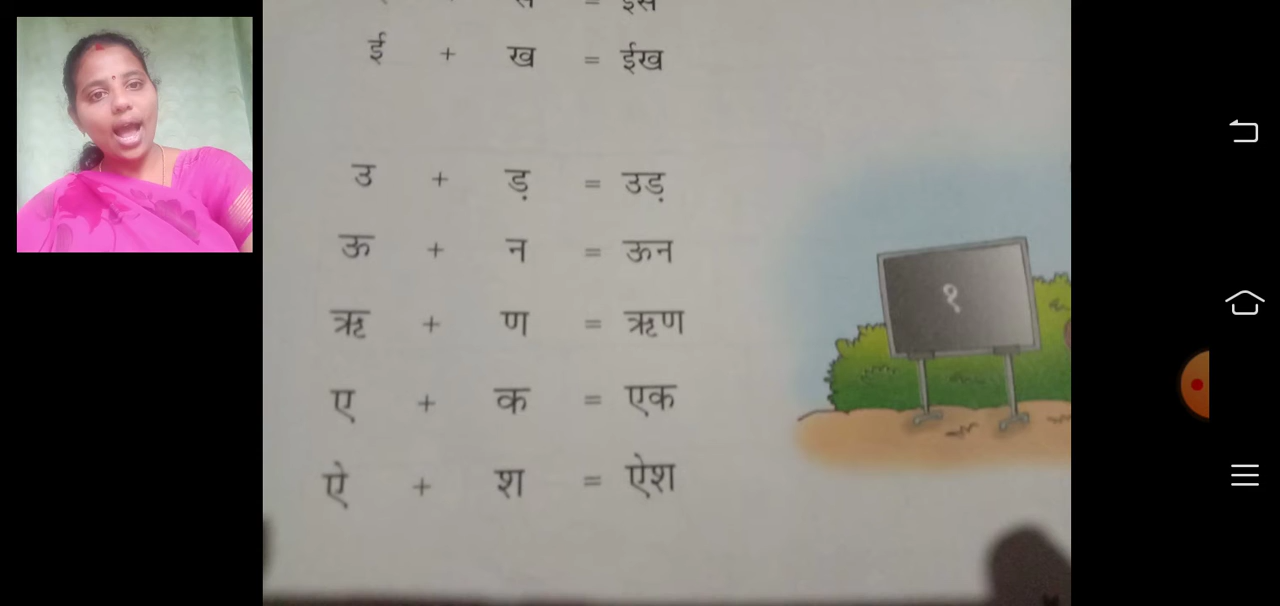 ई + ख = ईख
उ + ड़ = उड़
ऊ + न = ऊन
ऋ + ण = ऋण
ए + क = एक
ऐ + श = ऐश
१